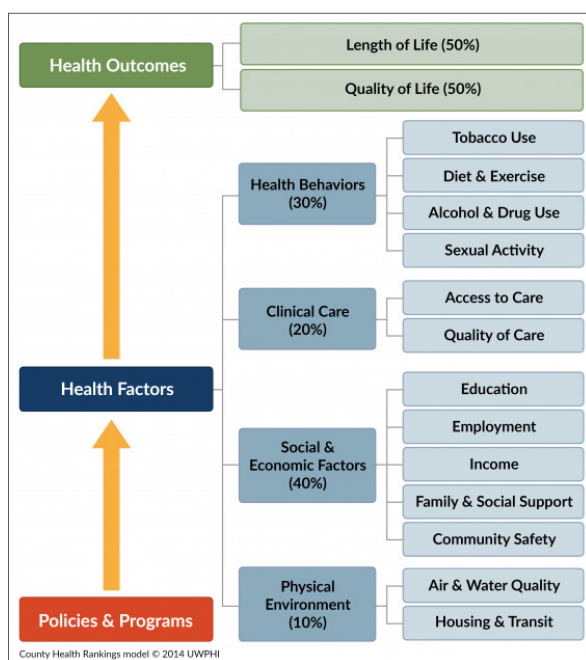 Health Outcomes
Length of Life (50%)
Quality of Life (50%)
Health Behaviors
(30%)
Tobacco Use
Diet & Exercise
Alcohol & Drug Use
Sexual Activity
Clinical Care
(20%)
Access to Care
Quality of Care
Health Factors
Social &
Economic Factors
(40%)
Education
Employment
Income
Family & Social Support
Community Safety
Physical
Environment
(10%)
Air & Water Quality
Housing & Transit
Policies & Programs
County Health Rankings model © 2014 UWPHI